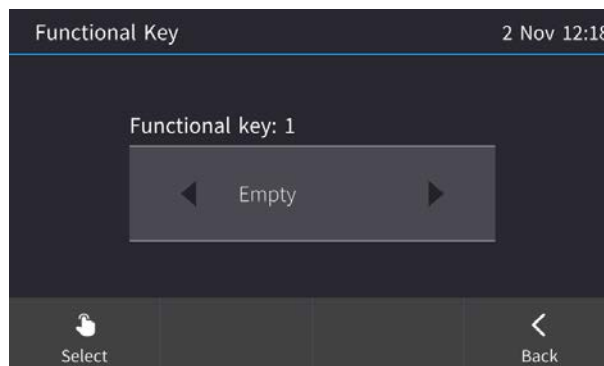 Functional Key
2 Nov 12:18
Functional key: 1
Empty
Select
Back